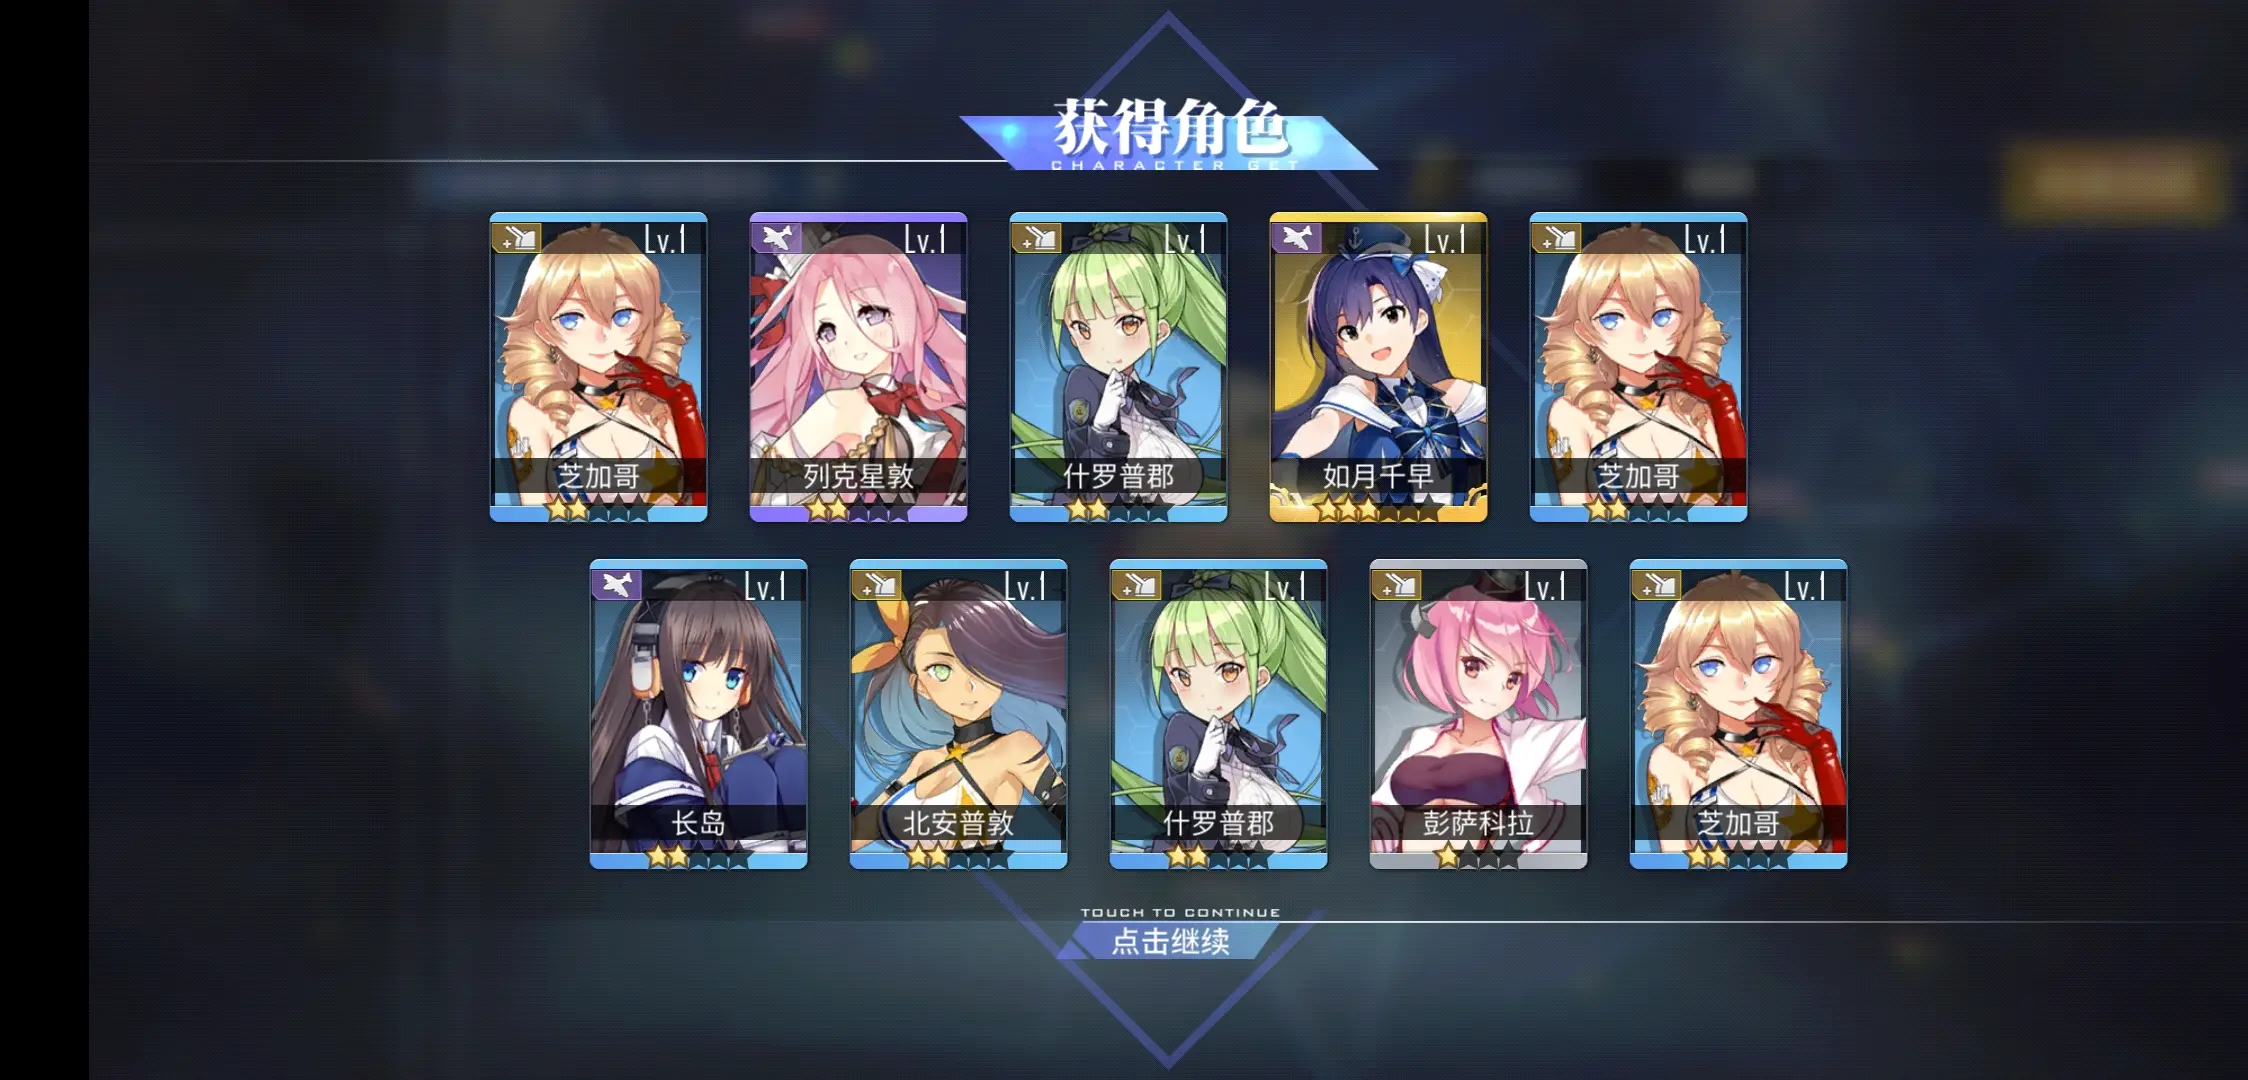 获得角色
CHARACTER GET
Lv.1
Lv.1
Lv.1
Lv.1
Lv.1
芝加哥
列克星敦
什罗普郡
如月千早
芝加哥
Lv.1
Lv.1
Lv.1
Lv.1
Lv.1
长岛
北安普敦
什罗普郡
彭萨科拉
芝加哥
TOUCH TO CONTINUE
点击继续